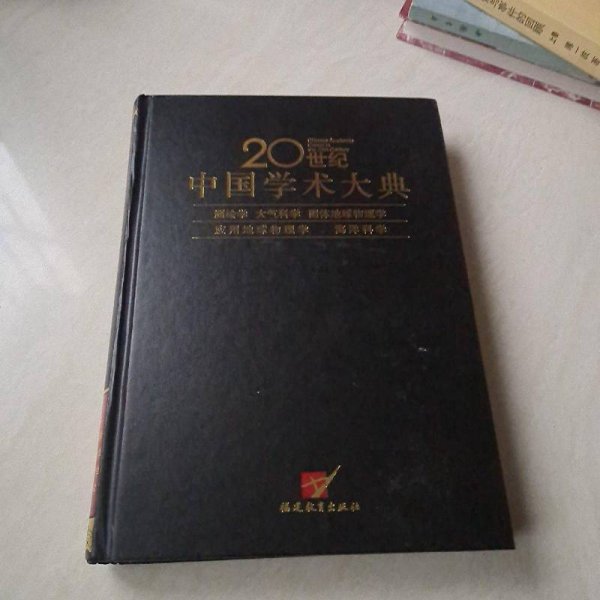 20世纪
中国学术大典
测绘学 大气科学 固体地球物理学
应用地球物理学 海洋科学
福建教育出版社